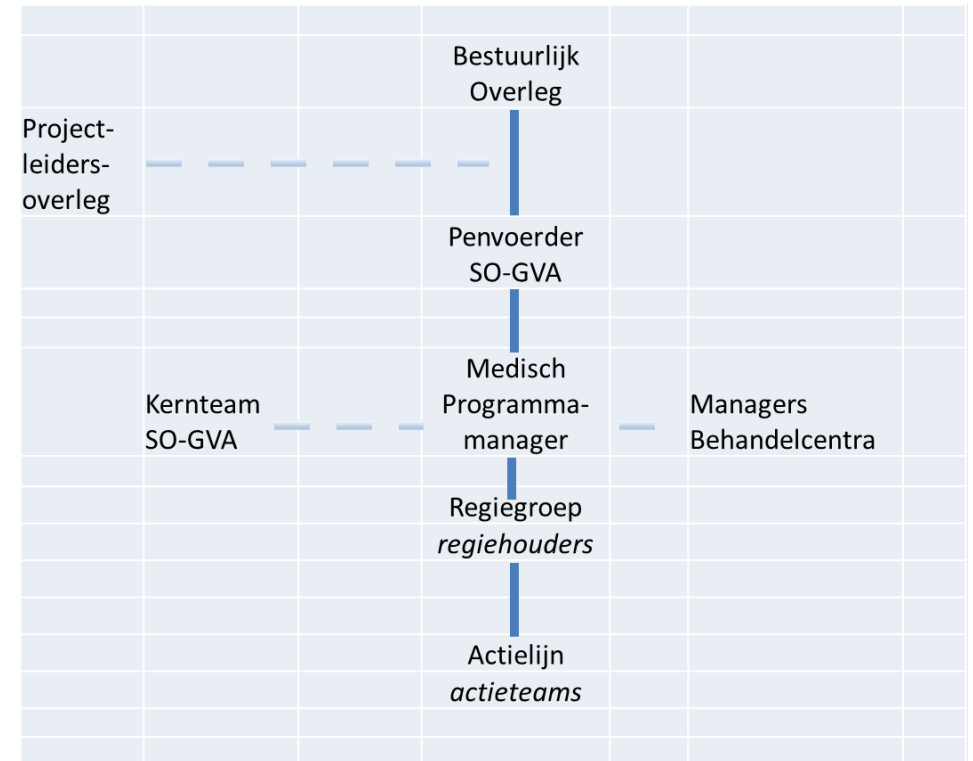 Bestuurlijk
Overleg
Project-
leiders-
overleg
Penvoerder
SO-GVA
Kernteam
SO-GVA
Medisch
Programma-
manager
Managers
Behandelcentra
Regiegroep
regiehouders
Actielijn
actieteams